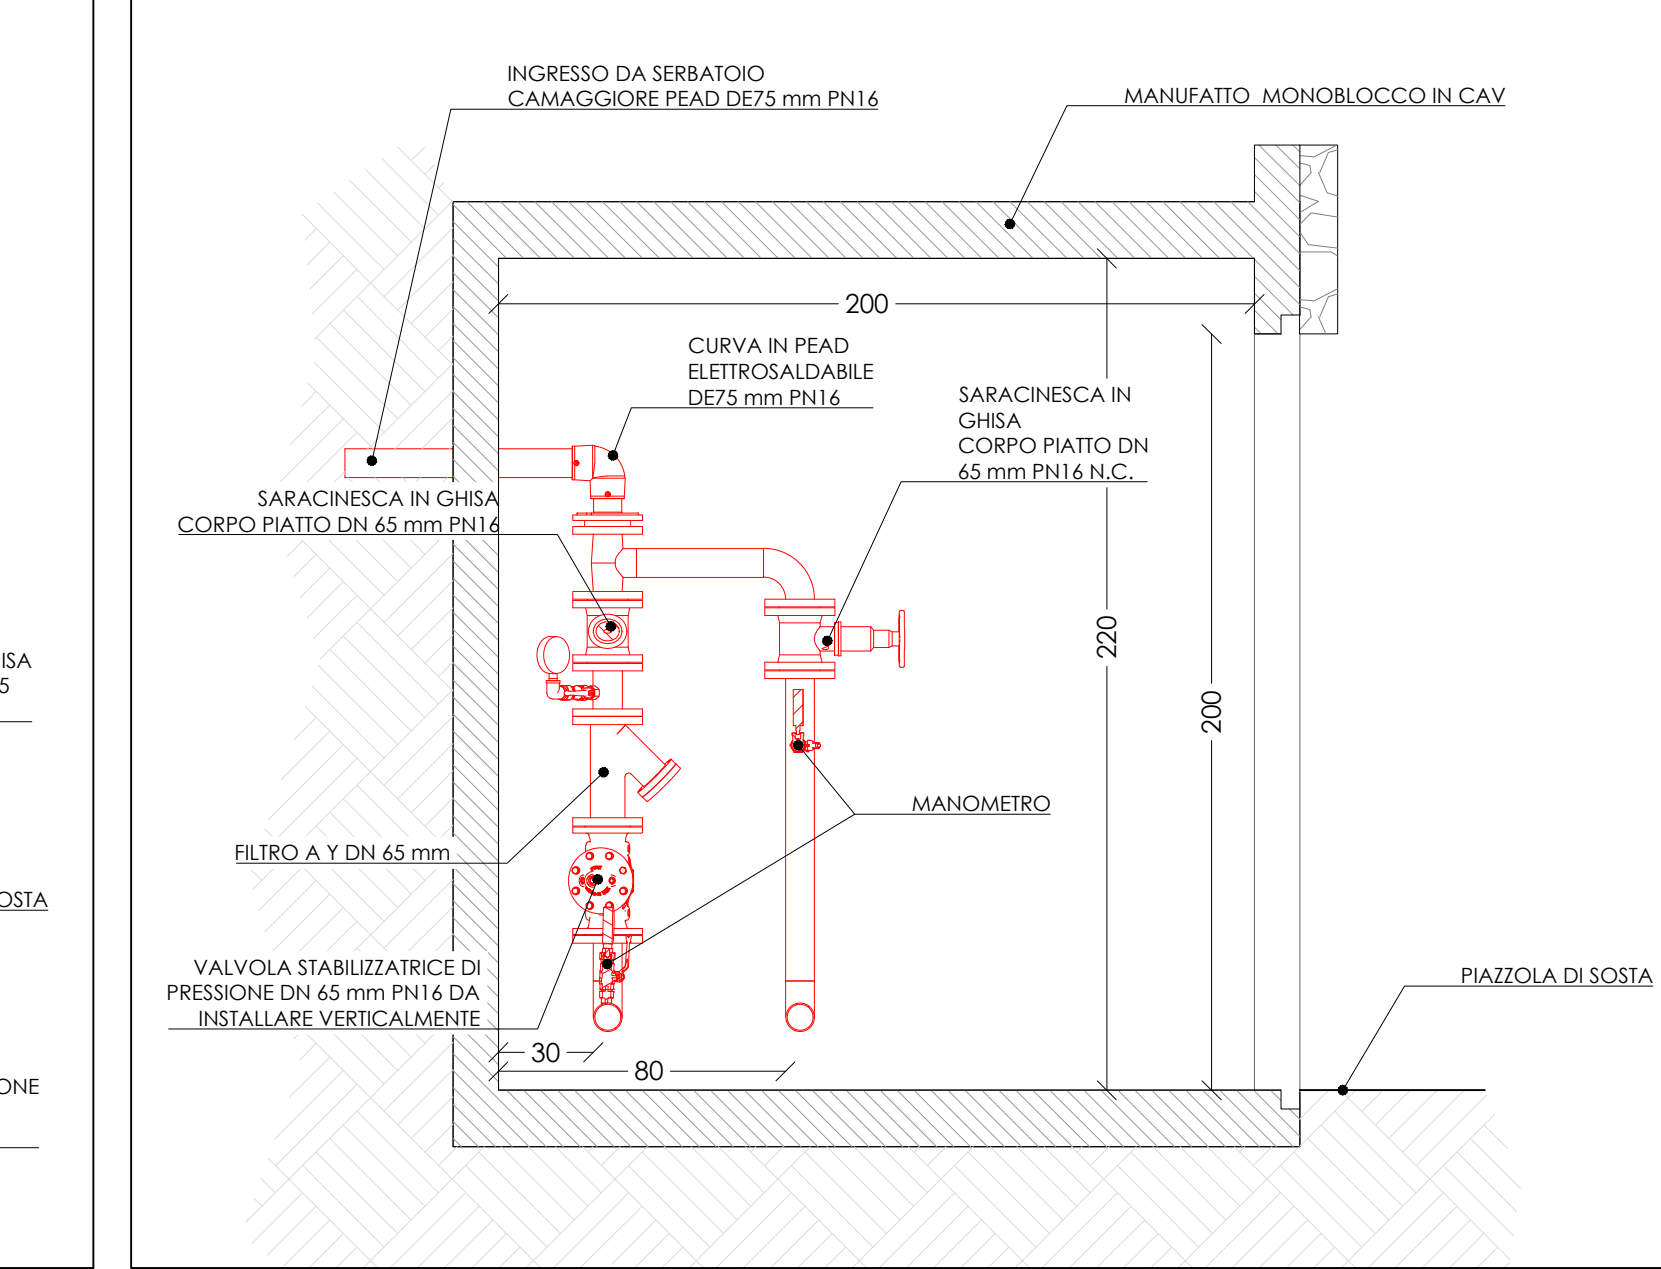 INGRESSO DA SERBATOIO
CAMAGGIORE PEAD DE75 mm PN16
MANUFATTO MONOBLOCCO IN CAV
200
CURVA IN PEAD
ELETTROSALDABILE
DE75 mm PN16
SARACINESCA IN
GHISA
CORPO PIATTO DN
65 mm PN16 N.C.
SARACINESCA IN GHISA
CORPO PIATTO DN 65 mm PN16
220
200
ISA
5
MANOMETRO
FILTRO A Y DN 65 mm
OSTA
VALVOLA STABILIZZATRICE DI
PRESSIONE DN 65 mm PN16 DA
INSTALLARE VERTICALMENTE
PIAZZOLA DI SOSTA
30
80
ONE